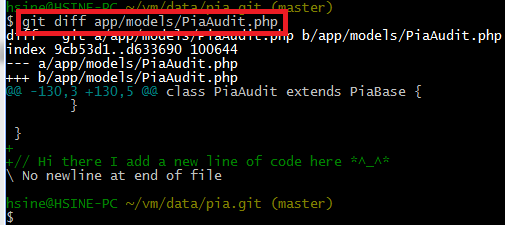 hsine@HSINE-PC ~/vm/data/pia.git (master)
$ git diff app/models/PiaAudit.php
diff --git a/app/models/PiaAudit.php b/app/models/PiaAudit.php
index 9cb53d1..d633690 100644
--- a/app/models/PiaAudit.php
+++ b/app/models/PiaAudit.php
@@ -130,3 +130,5 @@ class PiaAudit extends PiaBase {
}
}
+
+// Hi there I add a new line of code here *^_^*
\ No newline at end of file
hsine@HSINE-PC ~/vm/data/pia.git (master)
$